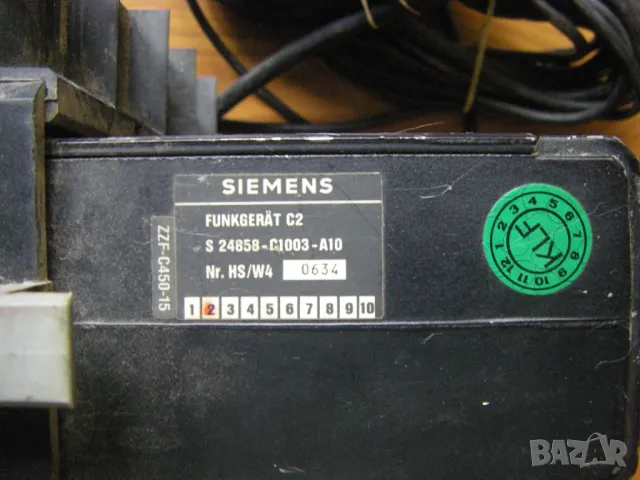 SIEMENS
FUNKGERÄT C2
S 24858-C1003-A10
Nr. HS/W4 0634
1 2 3 4 5 6 7 8 9 10
ZZF-C450-15
1 2 3 4 5 6 7 8 9 10 11 12
KLF
BAZAR